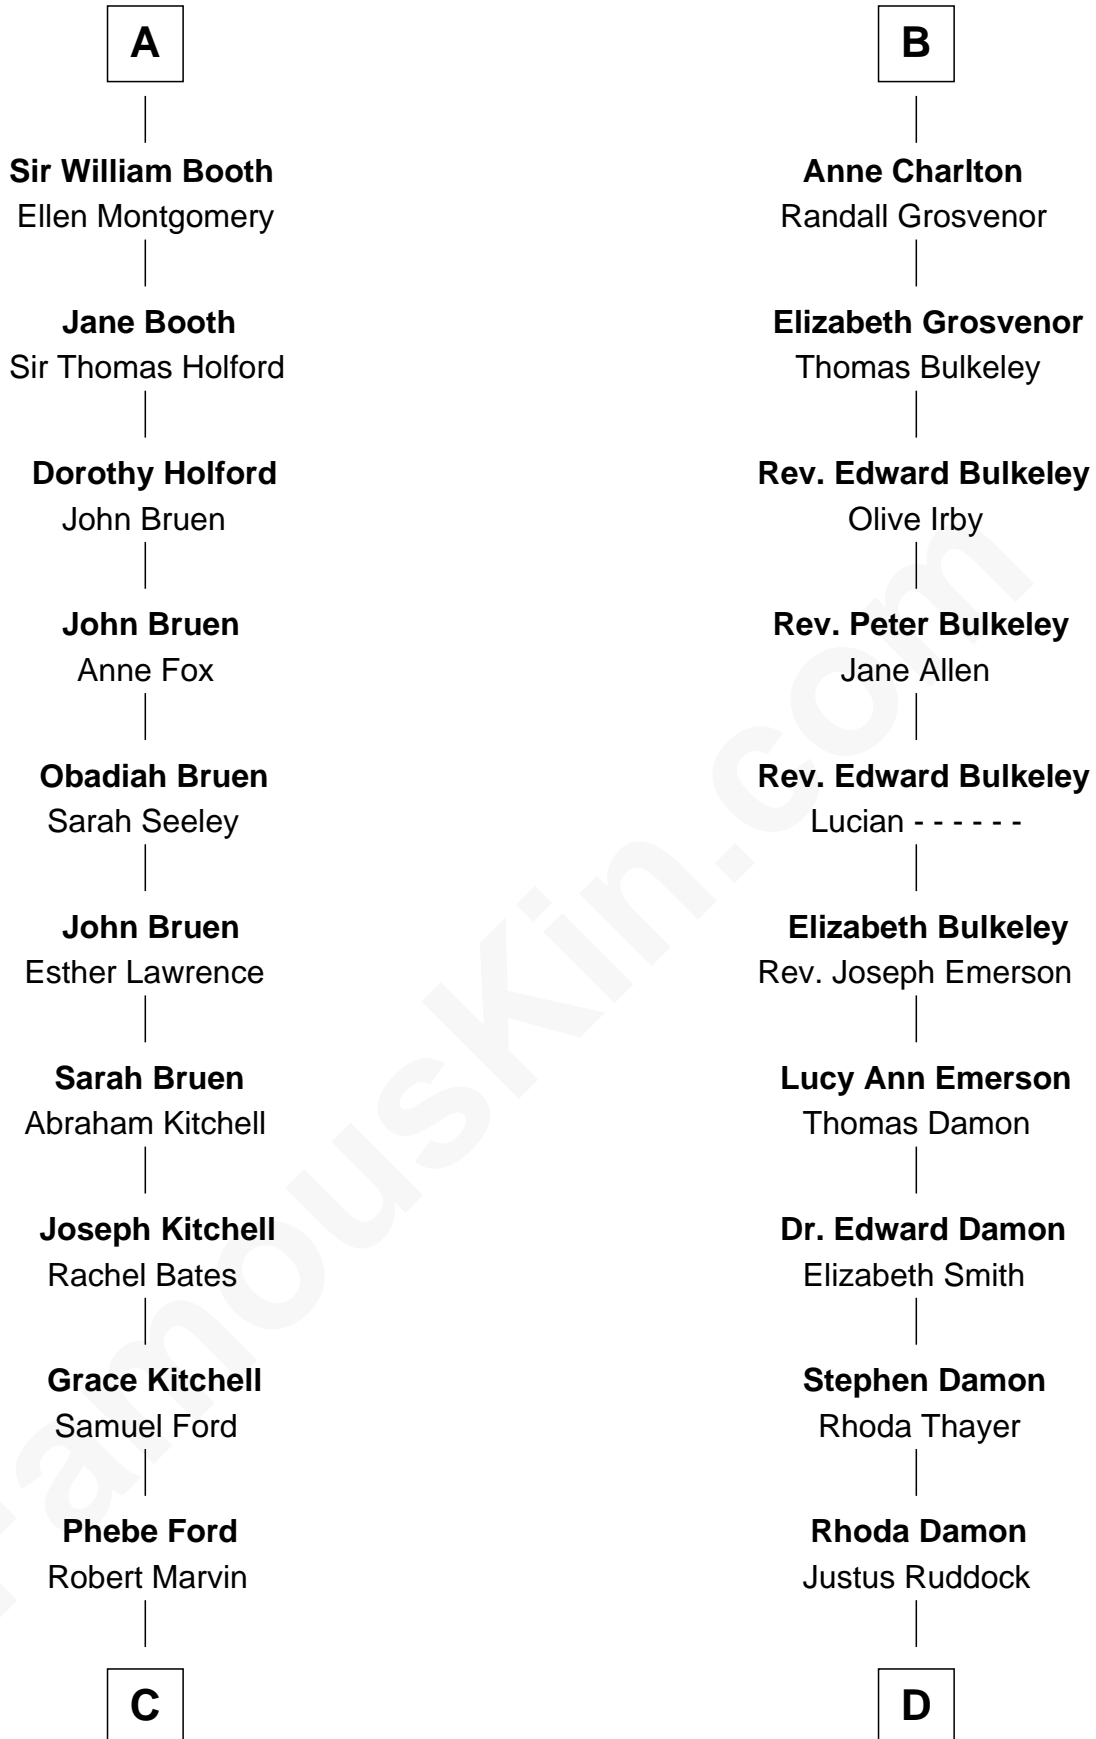 A
Sir William Booth
Ellen Montgomery
Jane Booth
Sir Thomas Holford
Dorothy Holford
John Bruen
John Bruen
Anne Fox
Obadiah Bruen
Sarah Seeley
John Bruen
Esther Lawrence
Sarah Bruen
Abraham Kitchell
Joseph Kitchell
Rachel Bates
Grace Kitchell
Samuel Ford
Phebe Ford
Robert Marvin
C
B
Anne Charlton
Randall Grosvenor
Elizabeth Grosvenor
Thomas Bulkeley
Rev. Edward Bulkeley
Olive Irby
Rev. Peter Bulkeley
Jane Allen
Rev. Edward Bulkeley
Lucian - - - - - -
Elizabeth Bulkeley
Rev. Joseph Emerson
Lucy Ann Emerson
Thomas Damon
Dr. Edward Damon
Elizabeth Smith
Stephen Damon
Rhoda Thayer
Rhoda Damon
Justus Ruddock
D
FamousKin.com